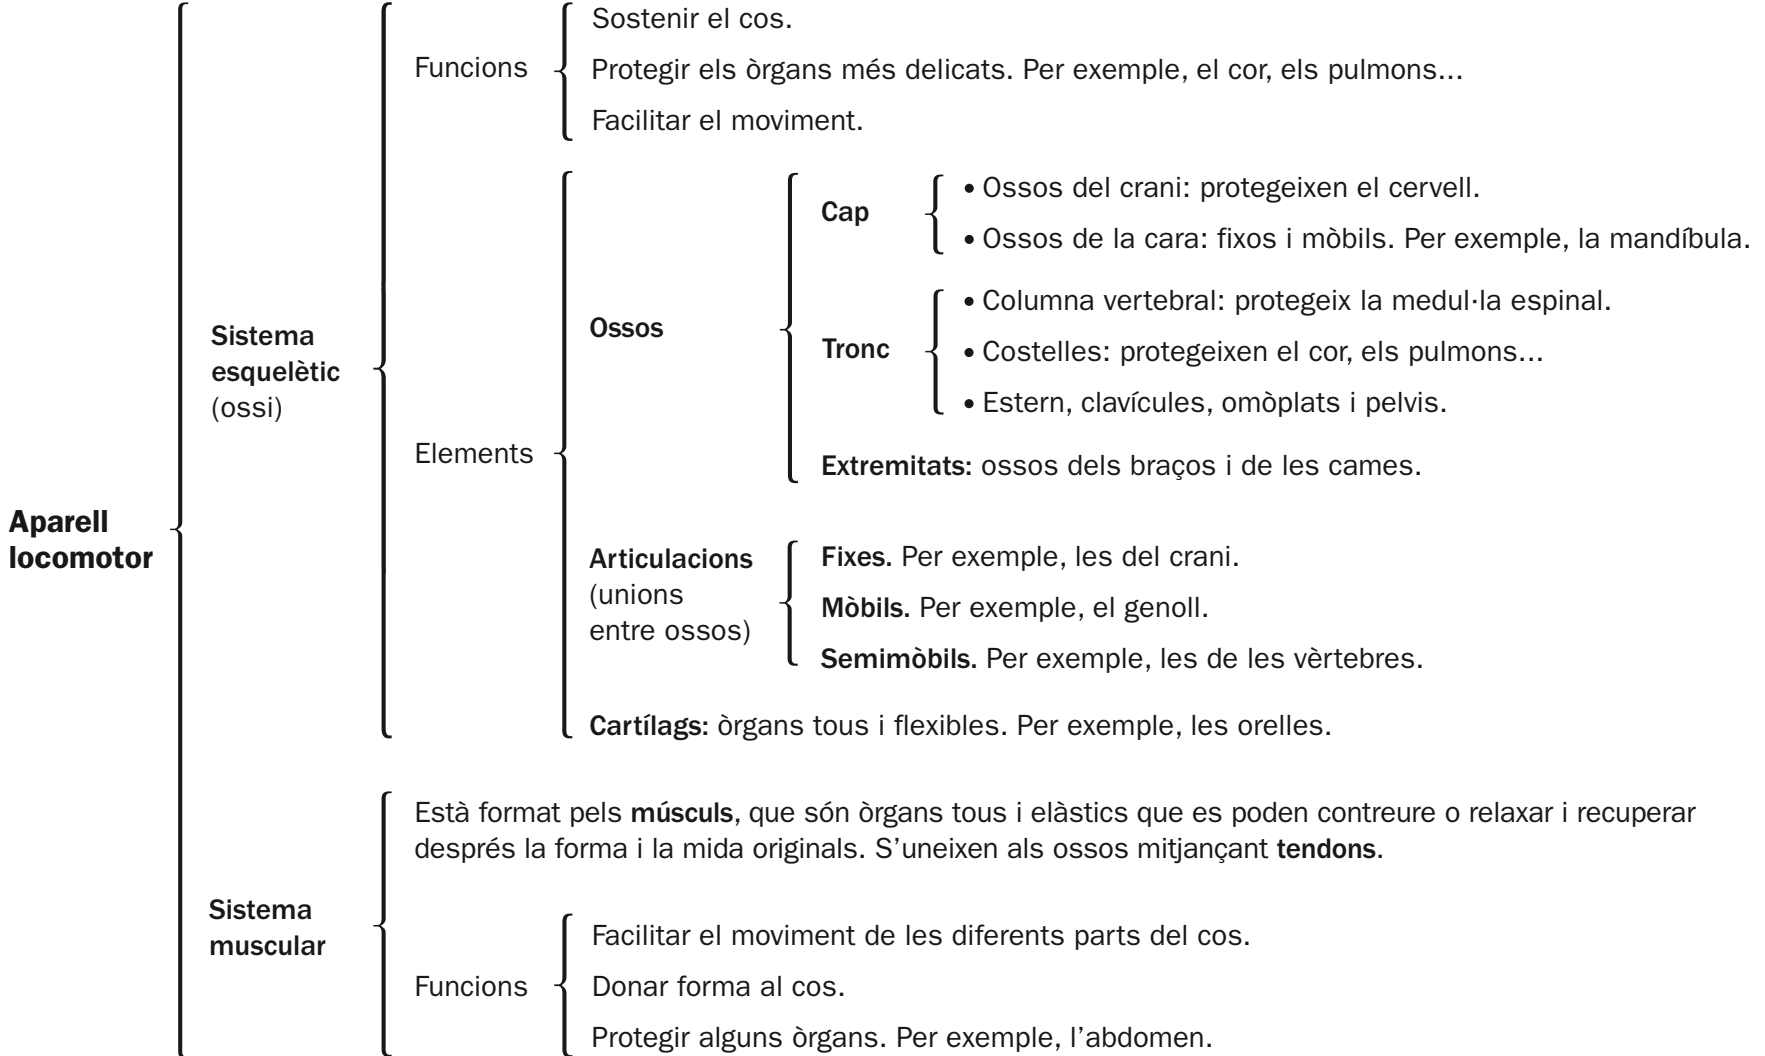 Aparell
locomotor
Sistema
esquelètic
(ossi)
Funcions
Sostenir el cos.
Protegir els òrgans més delicats. Per exemple, el cor, els pulmons...
Facilitar el moviment.
Elements
Ossos
Cap
• Ossos del crani: protegeixen el cervell.
• Ossos de la cara: fixos i mòbils. Per exemple, la mandíbula.
Tronc
• Columna vertebral: protegeix la medul·la espinal.
• Costelles: protegeixen el cor, els pulmons...
• Estern, clavícules, omòplats i pelvis.
Extremitats: ossos dels braços i de les cames.
Articulacions
(unions
entre ossos)
Fixes. Per exemple, les del crani.
Mòbils. Per exemple, el genoll.
Semimòbils. Per exemple, les de les vèrtebres.
Cartílags: òrgans tous i flexibles. Per exemple, les orelles.
Sistema
muscular
Està format pels músculs, que són òrgans tous i elàstics que es poden contreure o relaxar i recuperar
després la forma i la mida originals. S’uneixen als ossos mitjançant tendons.
Funcions
Facilitar el moviment de les diferents parts del cos.
Donar forma al cos.
Protegir alguns òrgans. Per exemple, l’abdomen.